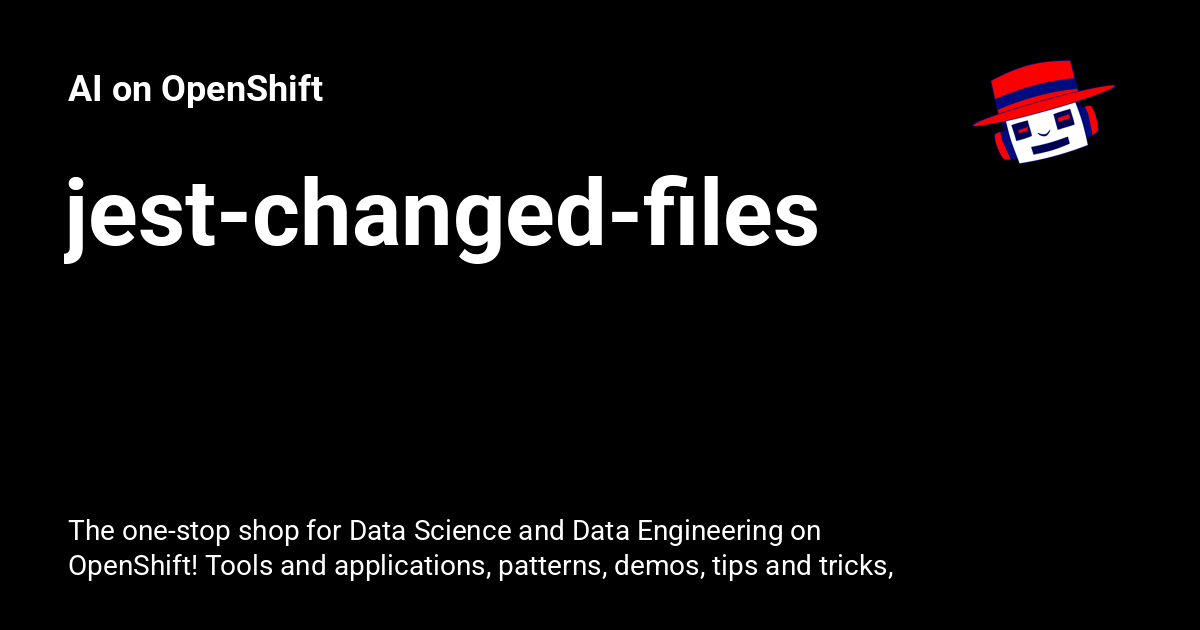 AI on OpenShift
jest-changed-files
The one-stop shop for Data Science and Data Engineering on
OpenShift! Tools and applications, patterns, demos, tips and tricks,